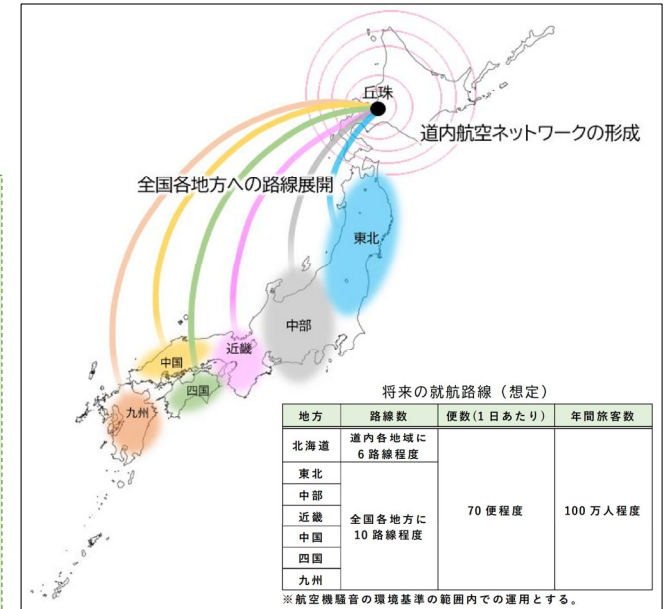 丘珠
道内航空ネットワークの形成
全国各地方への路線展開
東北
中部
近畿
中国
四国
九州
将来の就航路線（想定）
地方 路線数 便数(1日あたり) 年間旅客数
北海道 道内各地域に
6路線程度
東北
中部
近畿 全国各地方に 70便程度 100万人程度
中国 10路線程度
四国
九州
※航空機騒音の環境基準の範囲内での運用とする。